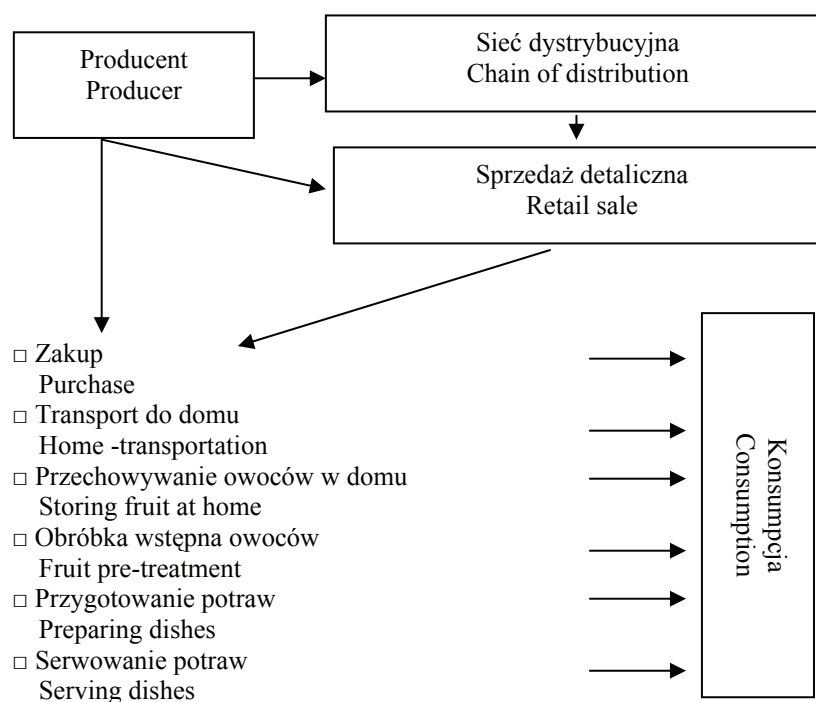 Producent
Producer
Sieć dystrybucyjna
Chain of distribution
Sprzedaż detaliczna
Retail sale
□ Zakup
Purchase
□ Transport do domu
Home -transportation
□ Przechowywanie owoców w domu
Storing fruit at home
□ Obróbka wstępna owoców
Fruit pre-treatment
□ Przygotowanie potraw
Preparing dishes
□ Serwowanie potraw
Serving dishes
Konsumpcja
Consumption